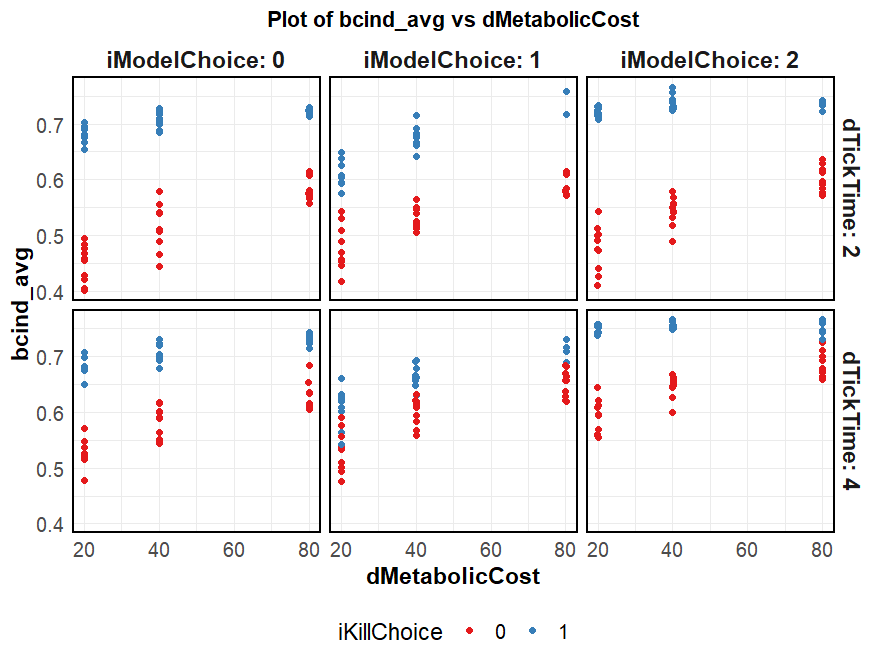 Plot of bcind_avg vs dMetabolicCost
iModelChoice: 0
iModelChoice: 1
iModelChoice: 2
0.7
0.6
0.5
0.4
dTickTime: 2
bcind_avg
0.7
0.6
0.5
0.4
dTickTime: 4
20 40 60 80 20 40 60 80 20 40 60 80
dMetabolicCost
iKillChoice 0 1